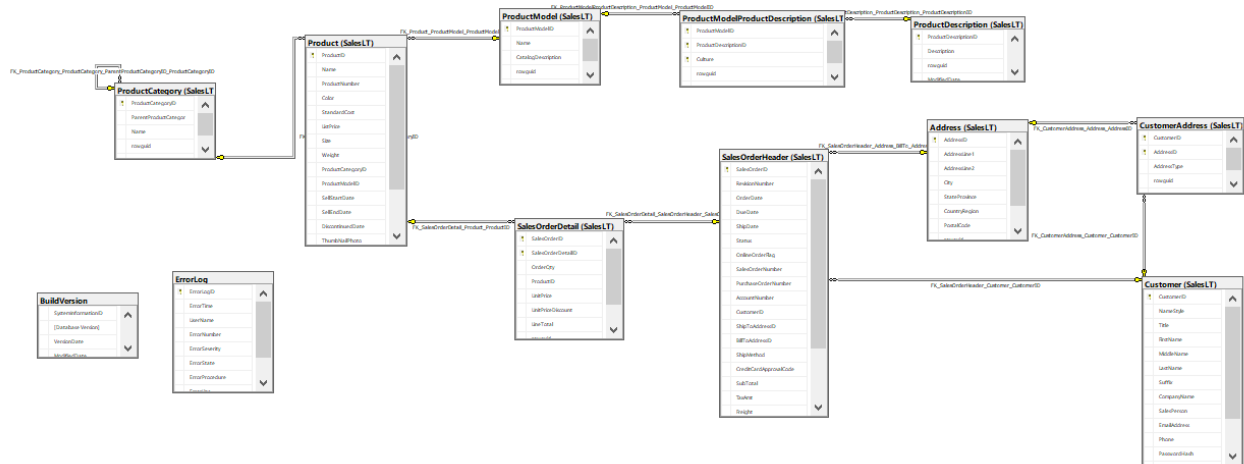 FK_ProductModelProductDescription_ProductModel_ProductModelID
ProductModel (SalesLT)
ProductModelID
Name
CatalogDescription
rowguid
ProductModelProductDescription (SalesLT)
ProductModelID
ProductDescriptionID
Culture
rowguid
Description_ProductDescription_ProductDescriptionID
ProductDescription (SalesLT)
ProductDescriptionID
Description
rowguid
ModifiedDate
FK_Product_ProductModel_ProductModel
Product (SalesLT)
ProductID
Name
ProductNumber
Color
StandardCost
ListPrice
Size
Weight
ProductCategoryID
ProductModelID
SellStartDate
SellEndDate
DiscontinuedDate
ThumbNailPhoto
FK_ProductCategory_ProductCategory_ParentProductCategoryID_ProductCategoryID
ProductCategory (SalesLT
ProductCategoryID
ParentProductCategor
Name
rowguid
Address (SalesLT)
AddressID
AddressLine1
AddressLine2
City
StateProvince
CountryRegion
PostalCode
FK_CustomerAddress_Address_AddressID
CustomerAddress (SalesLT)
CustomerID
AddressID
AddressType
rowguid
FK_CustomerAddress_Customer_CustomerID
FK_SalesOrderHeader_Address_BillTo_Address
SalesOrderHeader (SalesLT)
SalesOrderID
RevisionNumber
OrderDate
DueDate
ShipDate
Status
OnlineOrderFlag
SalesOrderNumber
PurchaseOrderNumber
AccountNumber
CustomerID
ShipToAddressID
BillToAddressID
ShipMethod
CreditCardApprovalCode
SubTotal
TaxAmt
Freight
FK_SalesOrderDetail_SalesOrderHeader_SalesO
FK_SalesOrderDetail_Product_ProductID
SalesOrderDetail (SalesLT)
SalesOrderID
SalesOrderDetailID
OrderQty
ProductID
UnitPrice
UnitPriceDiscount
LineTotal
FK_SalesOrderHeader_Customer_CustomerID
Customer (SalesLT)
CustomerID
NameStyle
Title
FirstName
MiddleName
LastName
Suffix
CompanyName
SalesPerson
EmailAddress
Phone
PasswordHash
ErrorLog
ErrorLogID
ErrorTime
UserName
ErrorNumber
ErrorSeverity
ErrorState
ErrorProcedure
BuildVersion
SystemInformationID
[Database Version]
VersionDate
ModifiedDate